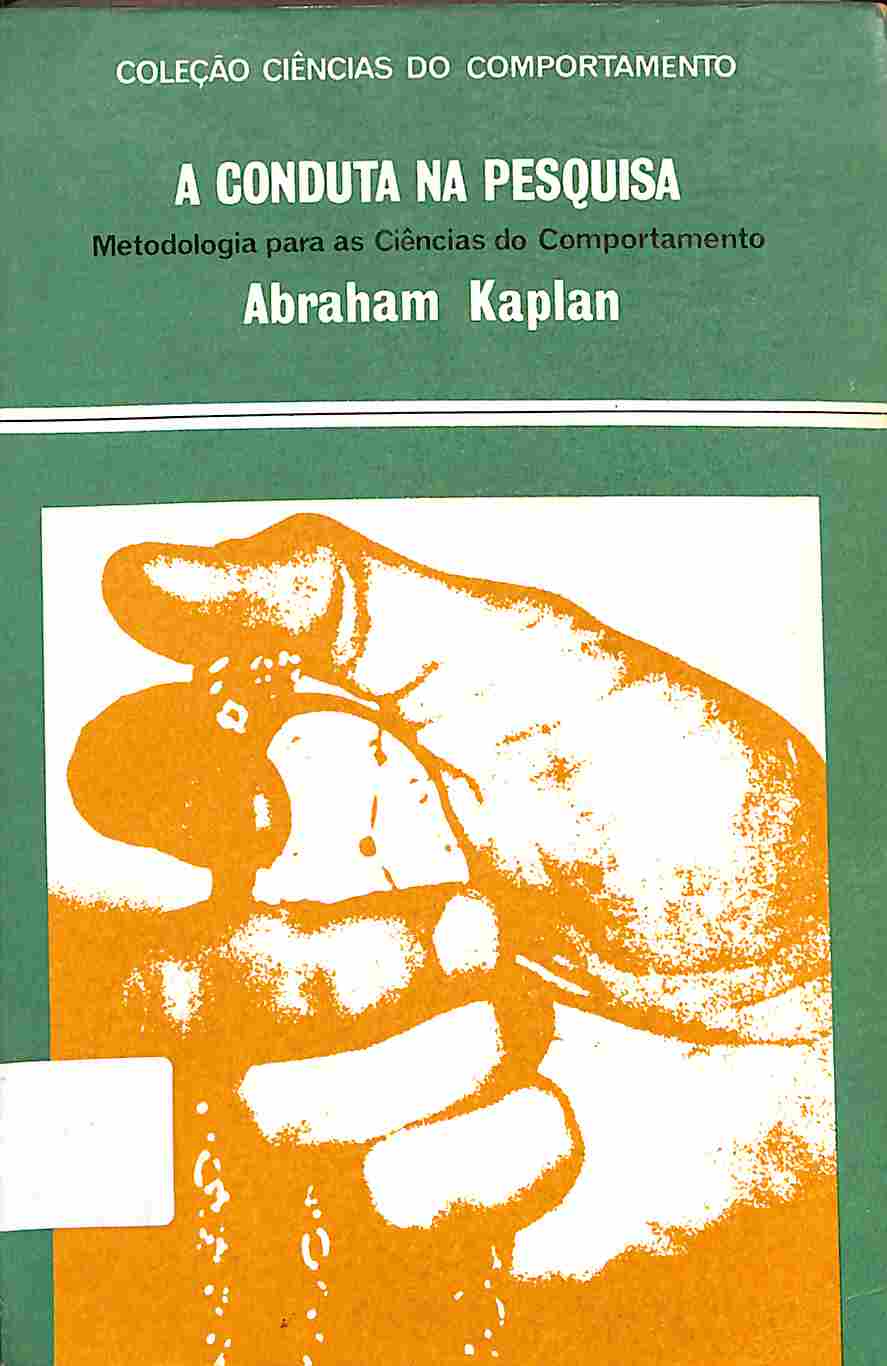 COLEÇÃO CIÊNCIAS DO COMPORTAMENTO
A CONDUTA NA PESQUISA
Metodologia para as Ciências do Comportamento
Abraham Kaplan